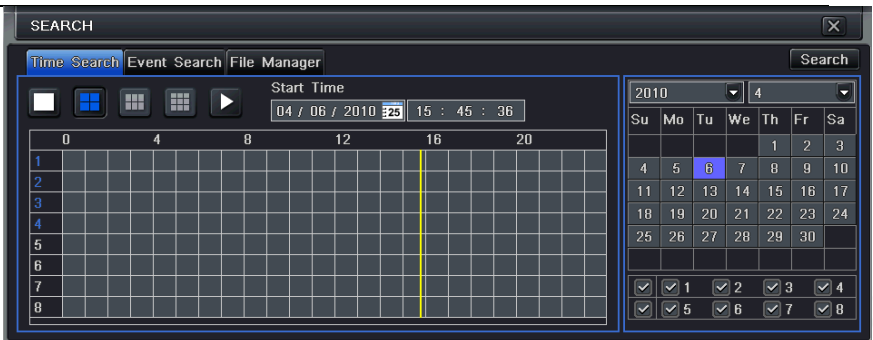 SEARCH
Time Search Event Search File Manager Search
Start Time
04 / 06 / 2010 25 15 : 45 : 36
0 4 8 12 16 20
1
2
3
4
5
6
7
8
2010 4
Su Mo Tu We Th Fr Sa
1 2 3
4 5 6 7 8 9 10
11 12 13 14 15 16 17
18 19 20 21 22 23 24
25 26 27 28 29 30
1 2 3 4
5 6 7 8